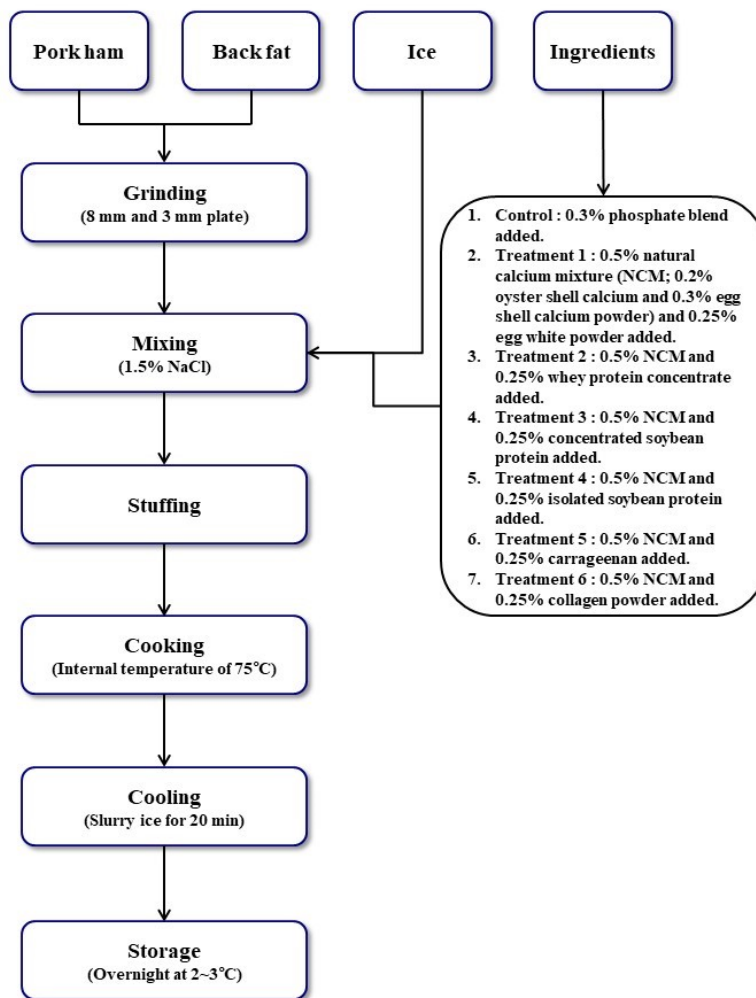 Pork ham
Back fat
Ice
Ingredients
Grinding
(8 mm and 3 mm plate)
Mixing
(1.5% NaCl)
Stuffing
Cooking
(Internal temperature of 75°C)
Cooling
(Slurry ice for 20 min)
Storage
(Overnight at 2~3°C)
1. Control : 0.3% phosphate blend
added.
2. Treatment 1 : 0.5% natural
calcium mixture (NCM; 0.2%
oyster shell calcium and 0.3% egg
shell calcium powder) and 0.25%
egg white powder added.
3. Treatment 2 : 0.5% NCM and
0.25% whey protein concentrate
added.
4. Treatment 3 : 0.5% NCM and
0.25% concentrated soybean
protein added.
5. Treatment 4 : 0.5% NCM and
0.25% isolated soybean protein
added.
6. Treatment 5 : 0.5% NCM and
0.25% carrageenan added.
7. Treatment 6 : 0.5% NCM and
0.25% collagen powder added.